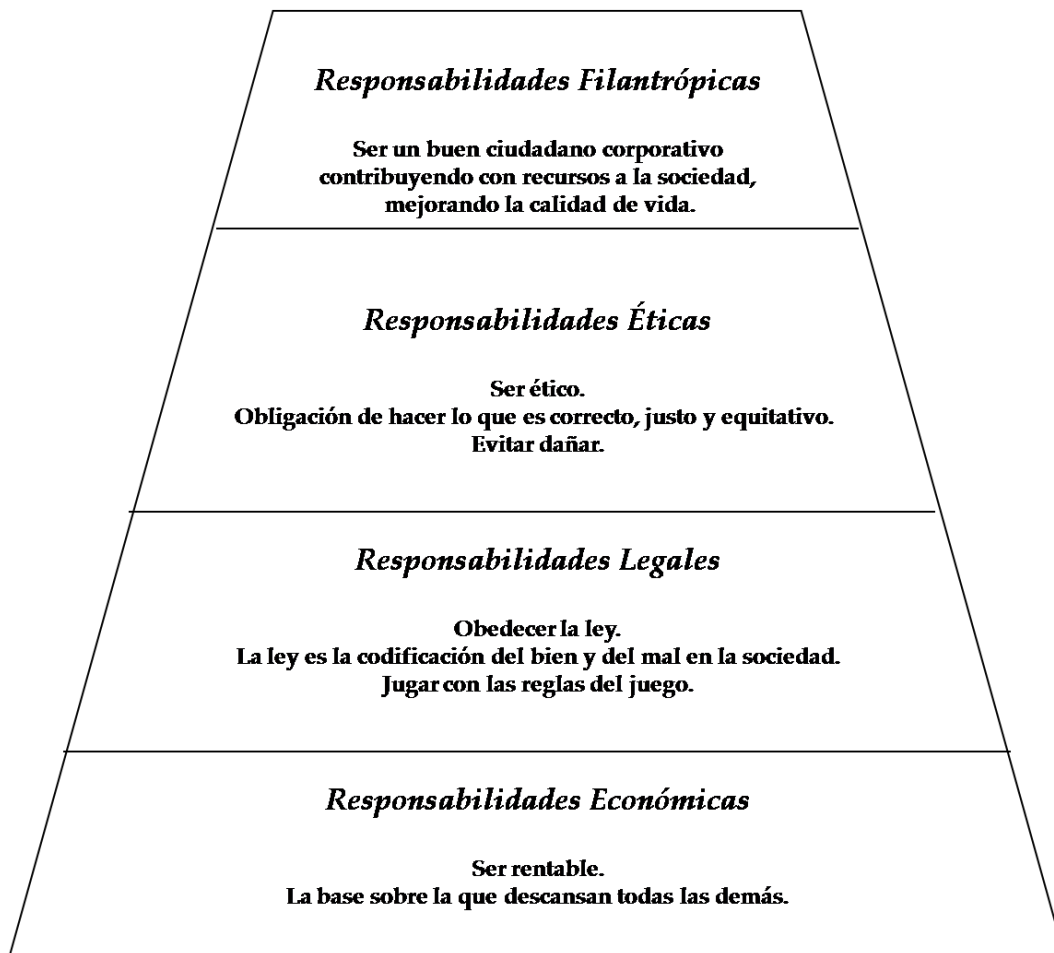 Responsabilidades Filantrópicas
Ser un buen ciudadano corporativo
contribuyendo con recursos a la sociedad,
mejorando la calidad de vida.
Responsabilidades Éticas
Ser ético.
Obligación de hacer lo que es correcto, justo y equitativo.
Evitar dañar.
Responsabilidades Legales
Obedecer la ley.
La ley es la codificación del bien y del mal en la sociedad.
Jugar con las reglas del juego.
Responsabilidades Económicas
Ser rentable.
La base sobre la que descansan todas las demás.